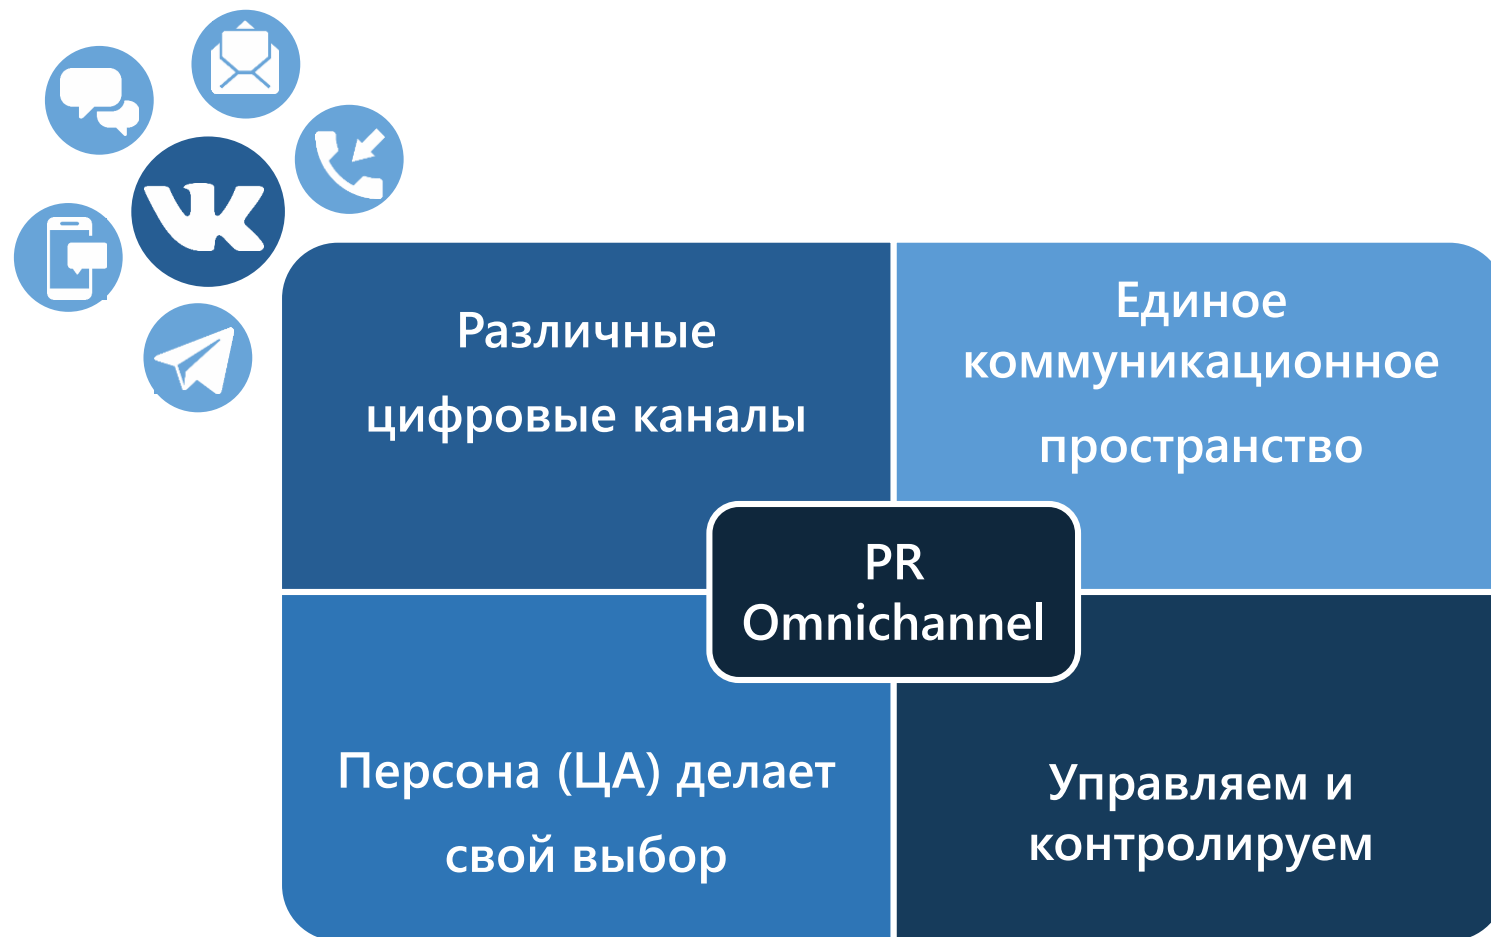 Различные
цифровые каналы
Единое
коммуникационное
пространство
PR
Omnichannel
Персона (ЦА) делает
свой выбор
Управляем и
контролируем